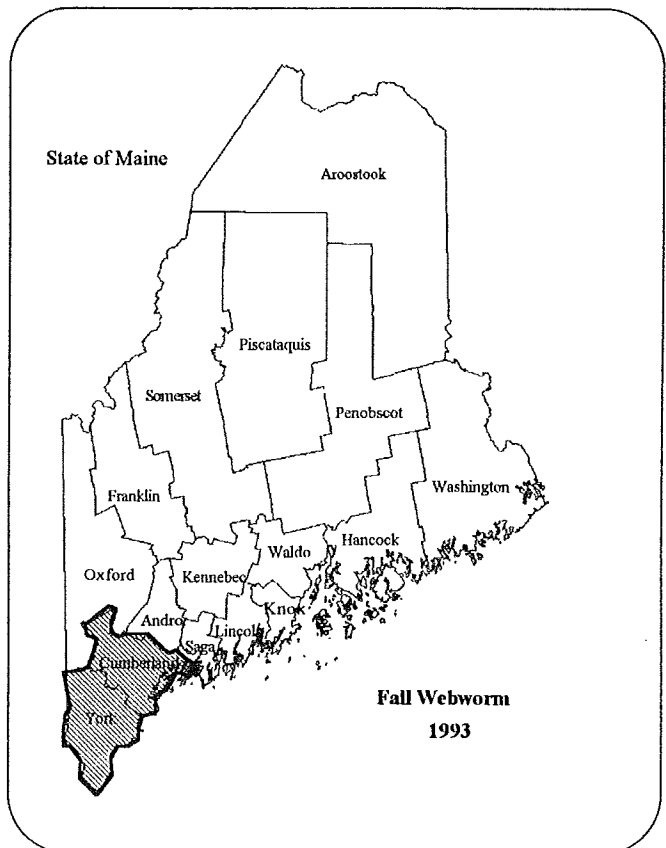 State of Maine
Aroostook
Piscataquis
Somerset
Penobscot
Franklin
Washington
Hancock
Waldo
Oxford
Kennebec
Knox
Andro
Lincoln
Saga
Cumberland
York
Fall Webworm
1993